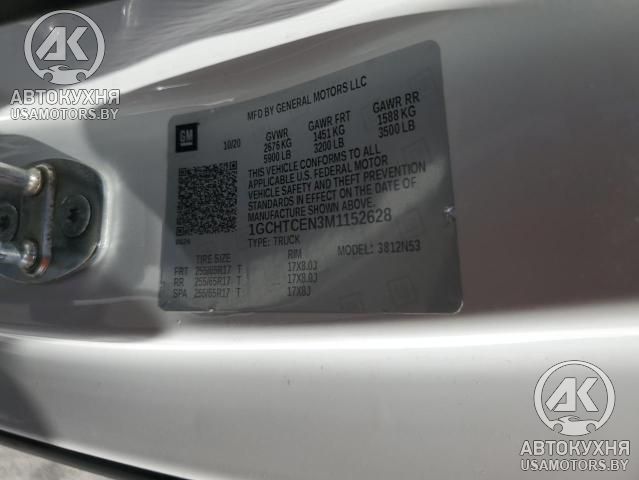 AK
АВТОКУХНЯ
USAMOTORS.BY
MFD BY GENERAL MOTORS LLC
GM
10/20 GVWR GAWR FRT GAWR RR
2676 KG 1451 KG 1588 KG
5900 LB 3200 LB 3500 LB
THIS VEHICLE CONFORMS TO ALL
APPLICABLE U.S. FEDERAL MOTOR
VEHICLE SAFETY AND THEFT PREVENTION
STANDARDS IN EFFECT ON THE DATE OF
MANUFACTURE SHOWN ABOVE.
1GCHTCEN3M1152628
TYPE: TRUCK MODEL: 3812N53
TIRE SIZE RIM
FRT 255/65R17 T 17X8.0J
RR 255/65R17 T 17X8.0J
SPA 255/65R17 T 17X8J
AK
АВТОКУХНЯ
USAMOTORS.BY